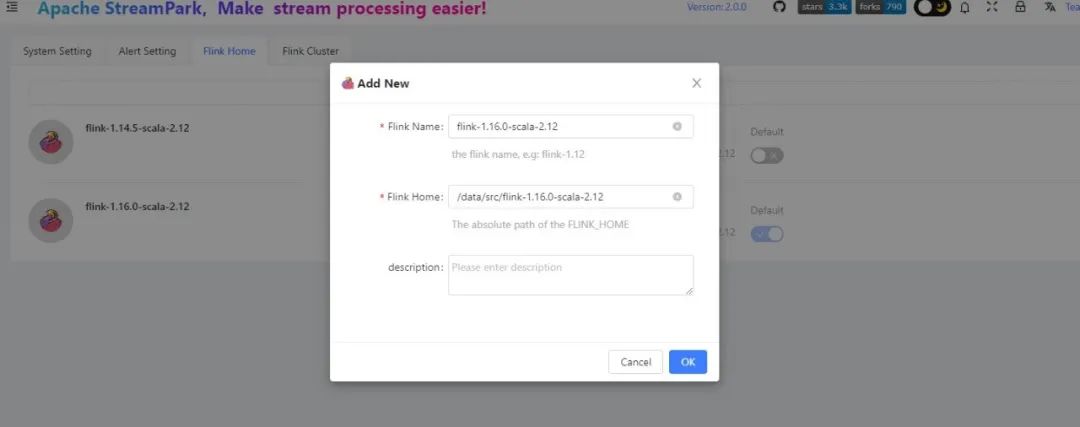 Apache StreamPark, Make stream processing easier!
Version: 2.0.0
stars 3.3k forks 790
Tea
System Setting Alert Setting Flink Home Flink Cluster
Add New
flink-1.14.5-scala-2.12
* Flink Name: flink-1.16.0-scala-2.12
the flink name, e.g: flink-1.12
2.12
Default
* Flink Home: /data/src/flink-1.16.0-scala-2.12
The absolute path of the FLINK_HOME
flink-1.16.0-scala-2.12
2.12
Default
description: Please enter description
Cancel OK